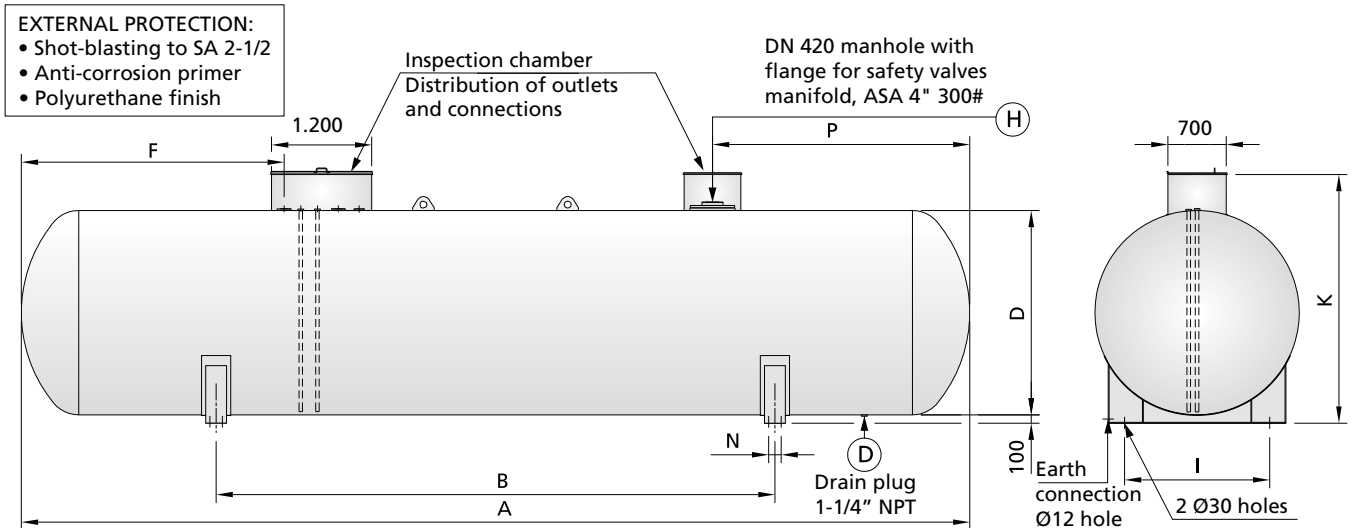 EXTERNAL PROTECTION:
• Shot-blasting to SA 2-1/2
• Anti-corrosion primer
• Polyurethane finish
Inspection chamber
Distribution of outlets
and connections
DN 420 manhole with
flange for safety valves
manifold, ASA 4" 300#
H
1.200
F
P
700
D
K
N
100
D
Drain plug
1-1/4” NPT
B
A
Earth
connection
Ø12 hole
I
2 Ø30 holes